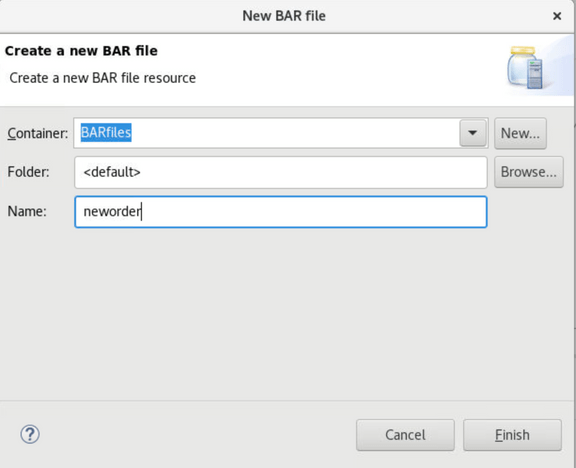 New BAR file
Create a new BAR file
Create a new BAR file resource
Container: BARfiles New...
Folder: <default> Browse...
Name: neworder
Cancel Finish